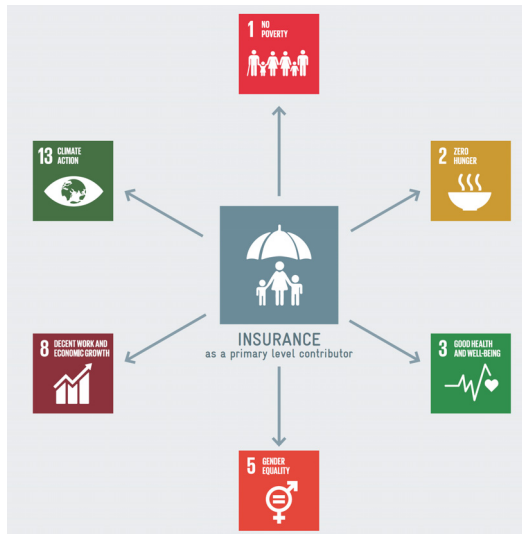 1 NO
POVERTY
13 CLIMATE
ACTION
2 ZERO
HUNGER
INSURANCE
as a primary level contributor
8 DECENT WORK AND
ECONOMIC GROWTH
3 GOOD HEALTH
AND WELL-BEING
5 GENDER
EQUALITY